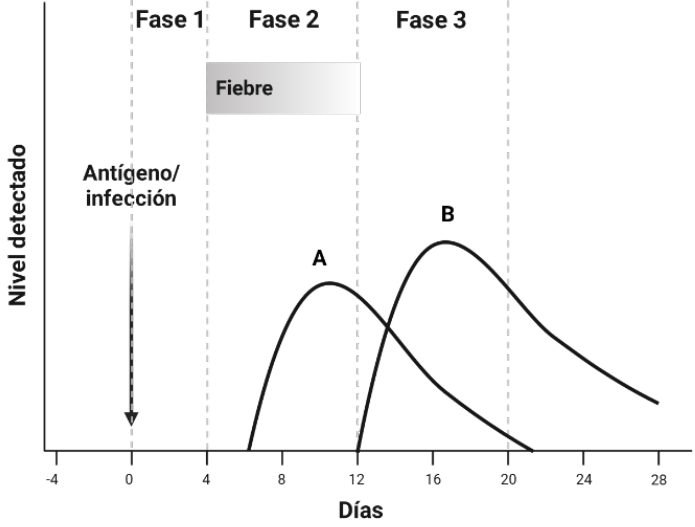 Fase 1
Fase 2
Fase 3
Fiebre
Antígeno/
infección
A
B
Nivel detectado
-4
0
4
8
12
16
20
24
28
Días